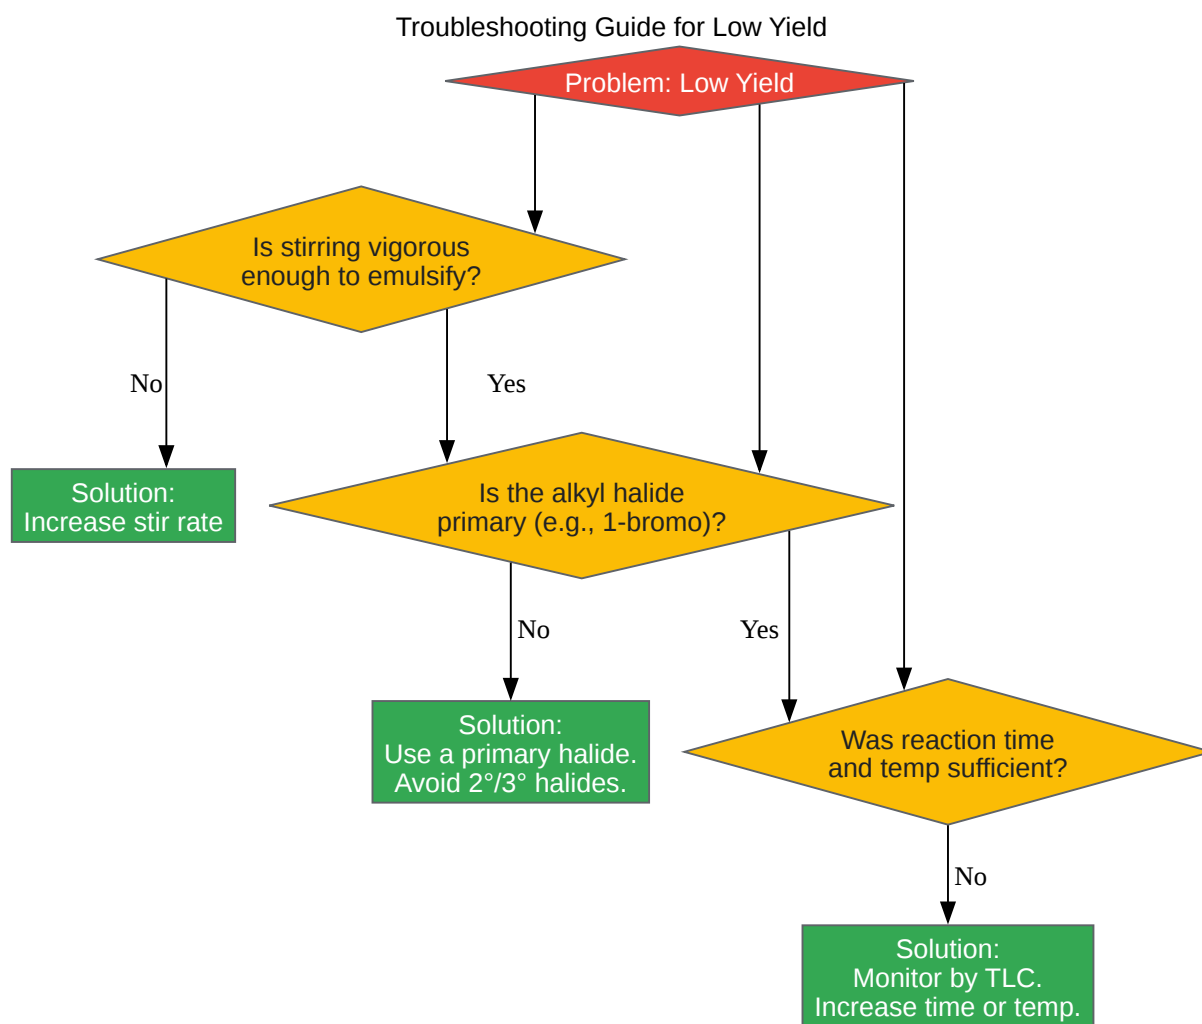 Troubleshooting Guide for Low Yield
Problem: Low Yield
Is stirring vigorous
enough to emulsify?
No
Yes
Solution:
Increase stir rate
Is the alkyl halide
primary (e.g., 1-bromo)?
No
Yes
Solution:
Use a primary halide.
Avoid 2°/3° halides.
Was reaction time
and temp sufficient?
No
Solution:
Monitor by TLC.
Increase time or temp.